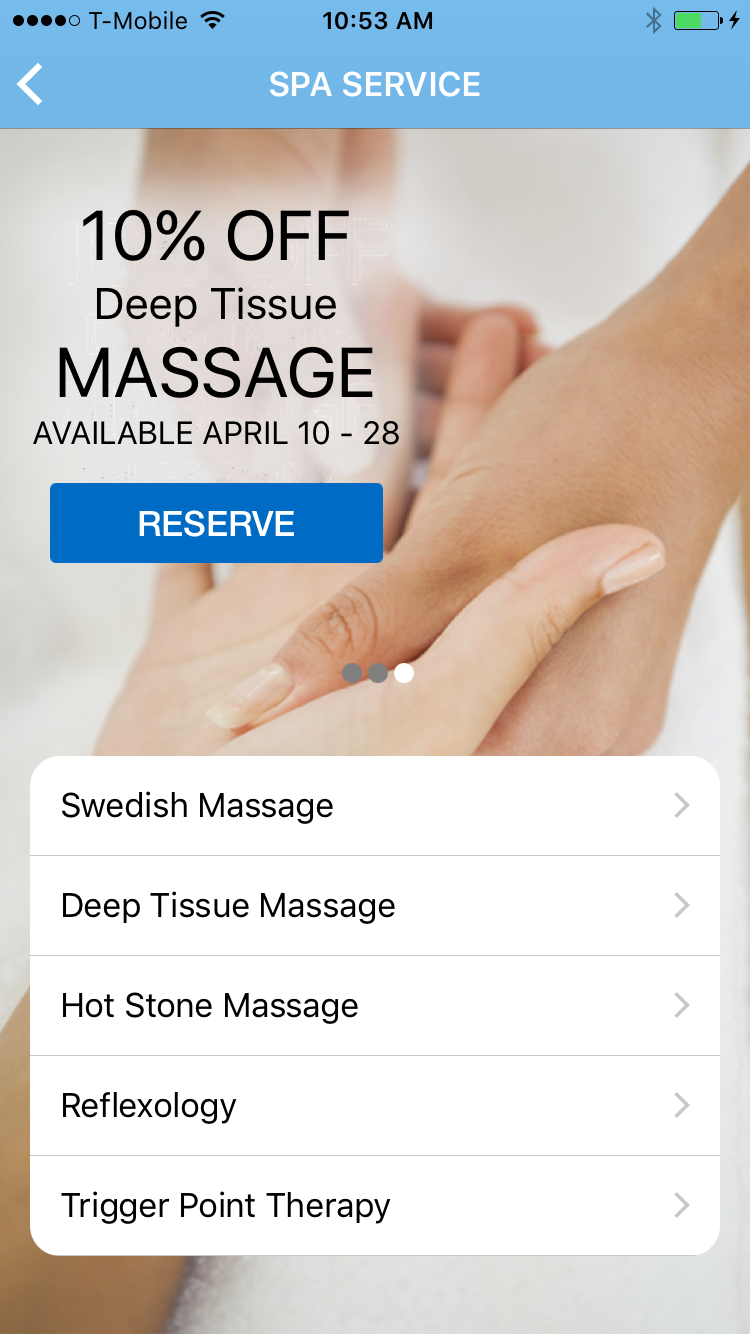 T-Mobile 10:53 AM
SPA SERVICE
10% OFF
Deep Tissue
MASSAGE
AVAILABLE APRIL 10 - 28
RESERVE
Swedish Massage
Deep Tissue Massage
Hot Stone Massage
Reflexology
Trigger Point Therapy